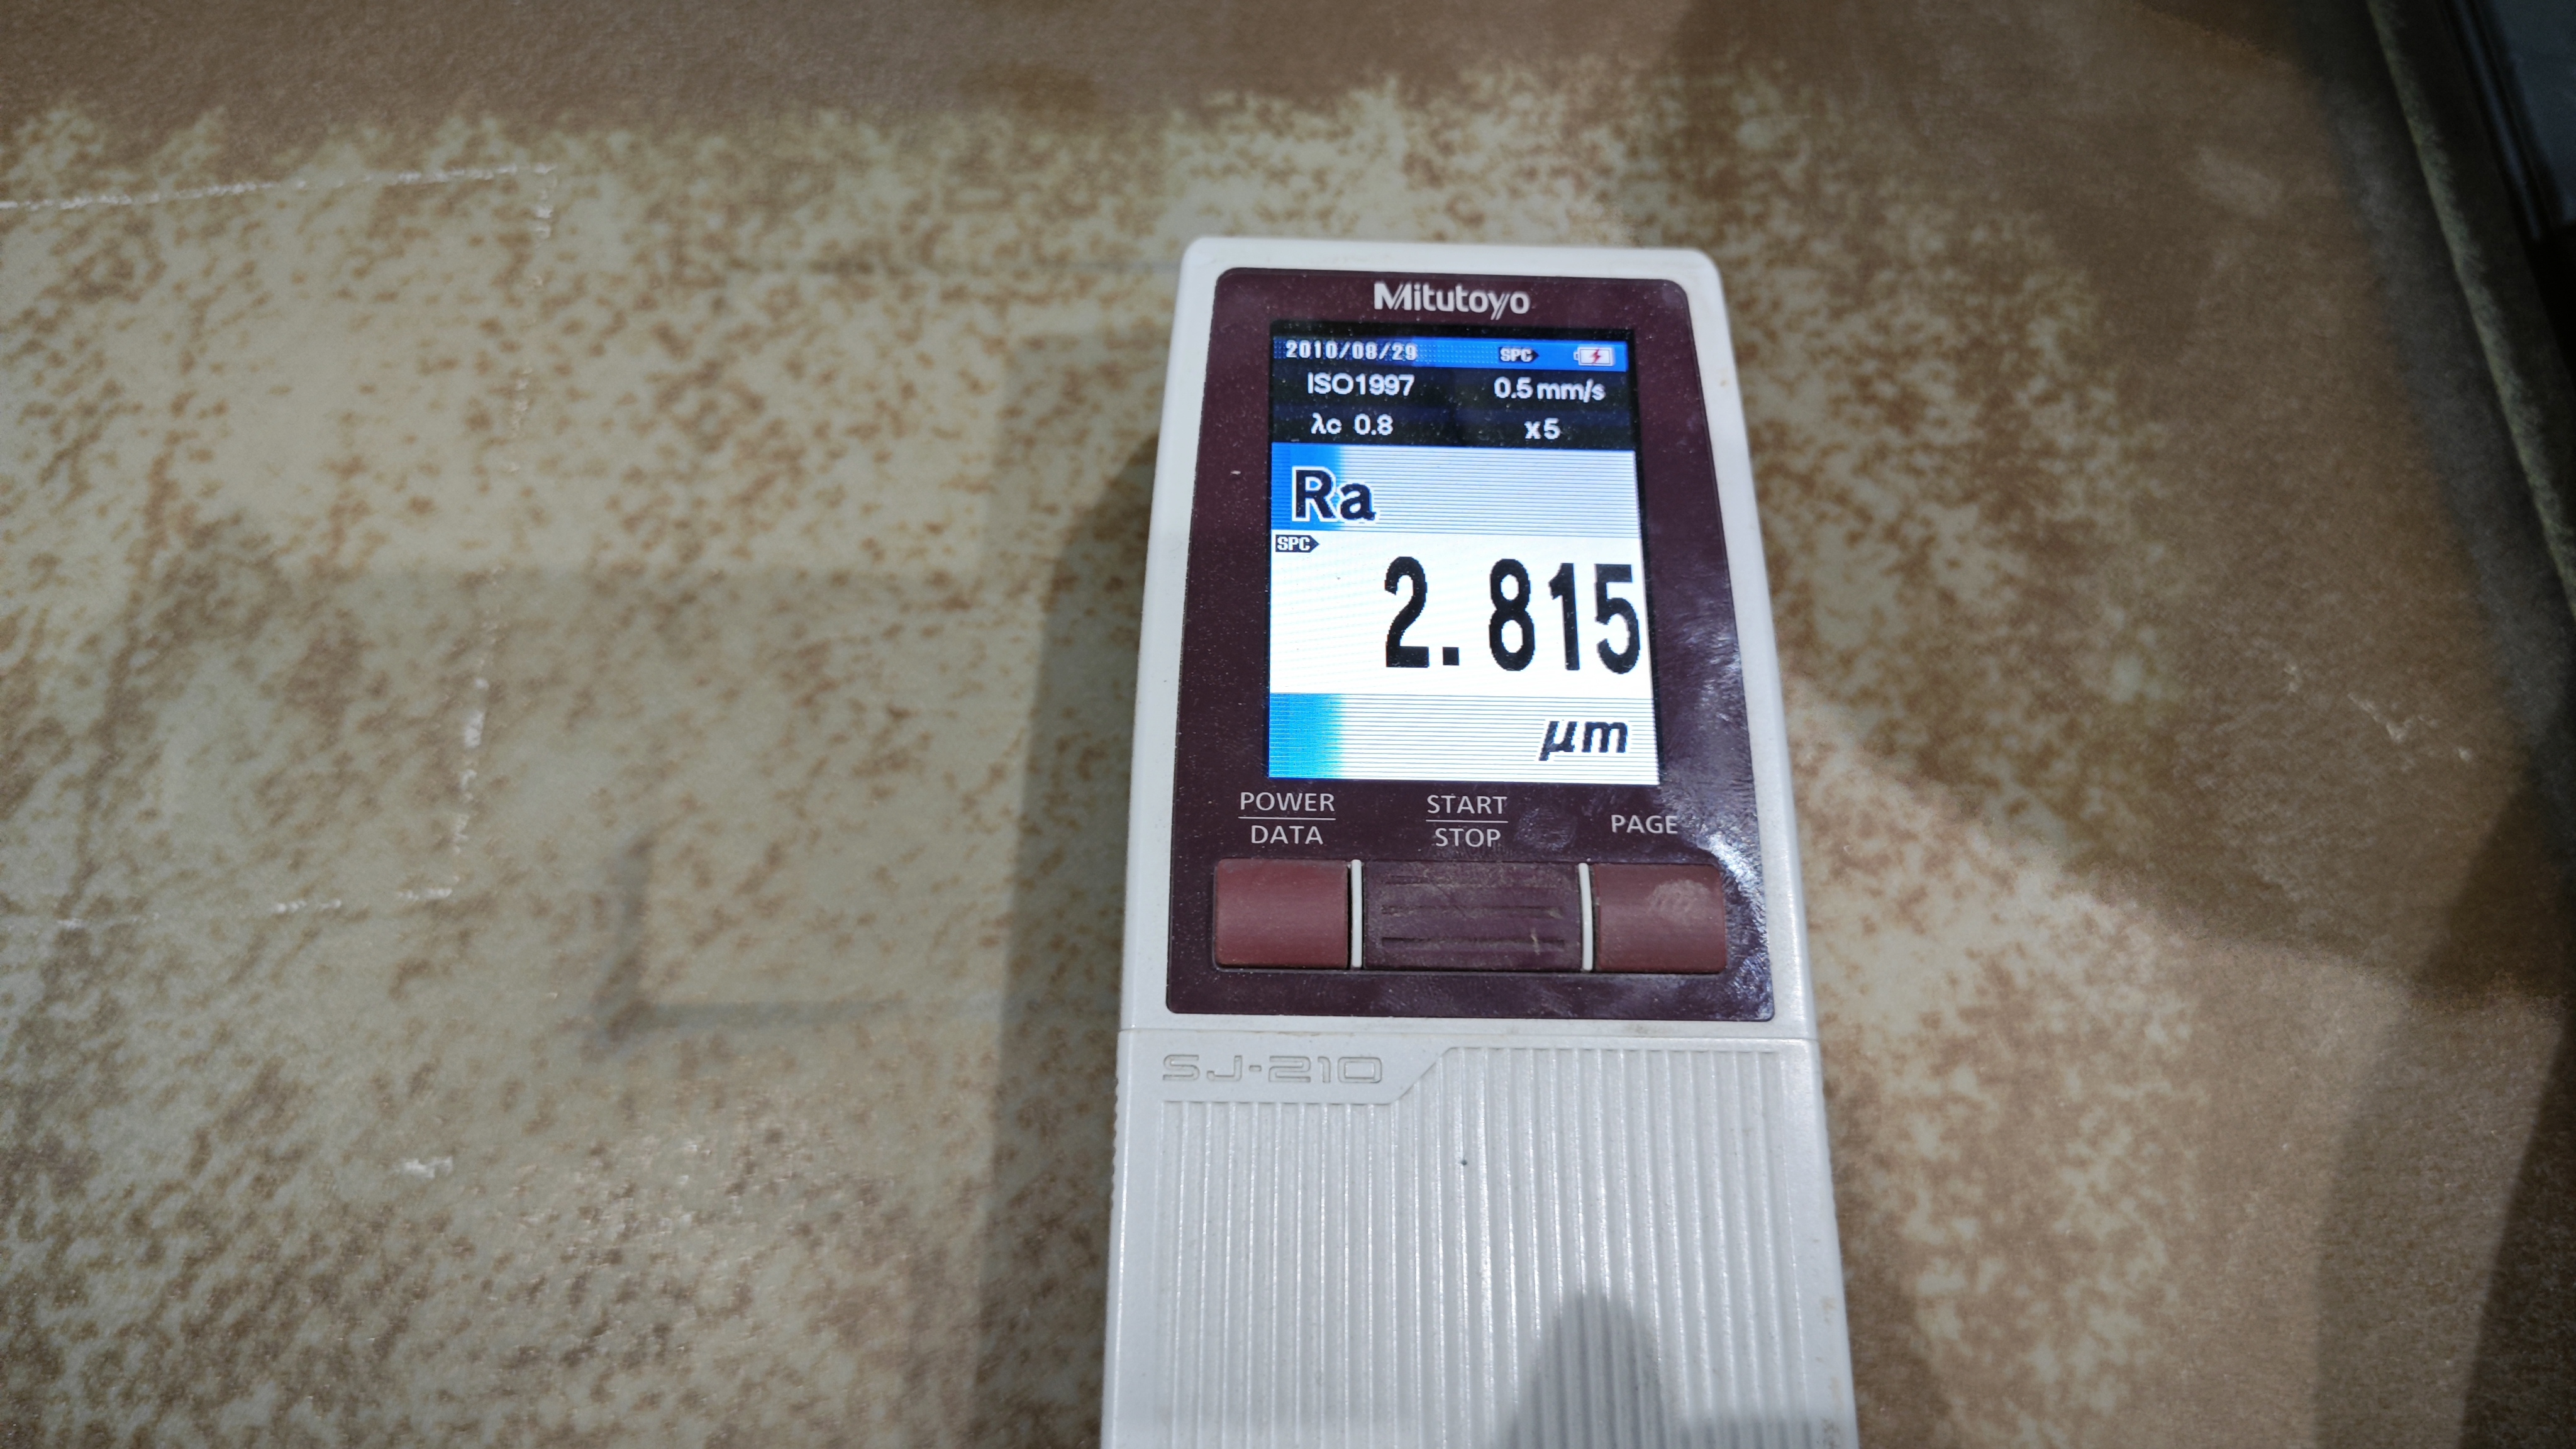 Mitutoyo
2010/08/29 SPC
ISO1997 0.5 mm/s
λc 0.8 x5
Ra
SPC
2.815
μm
POWER START PAGE
DATA STOP
SJ-210